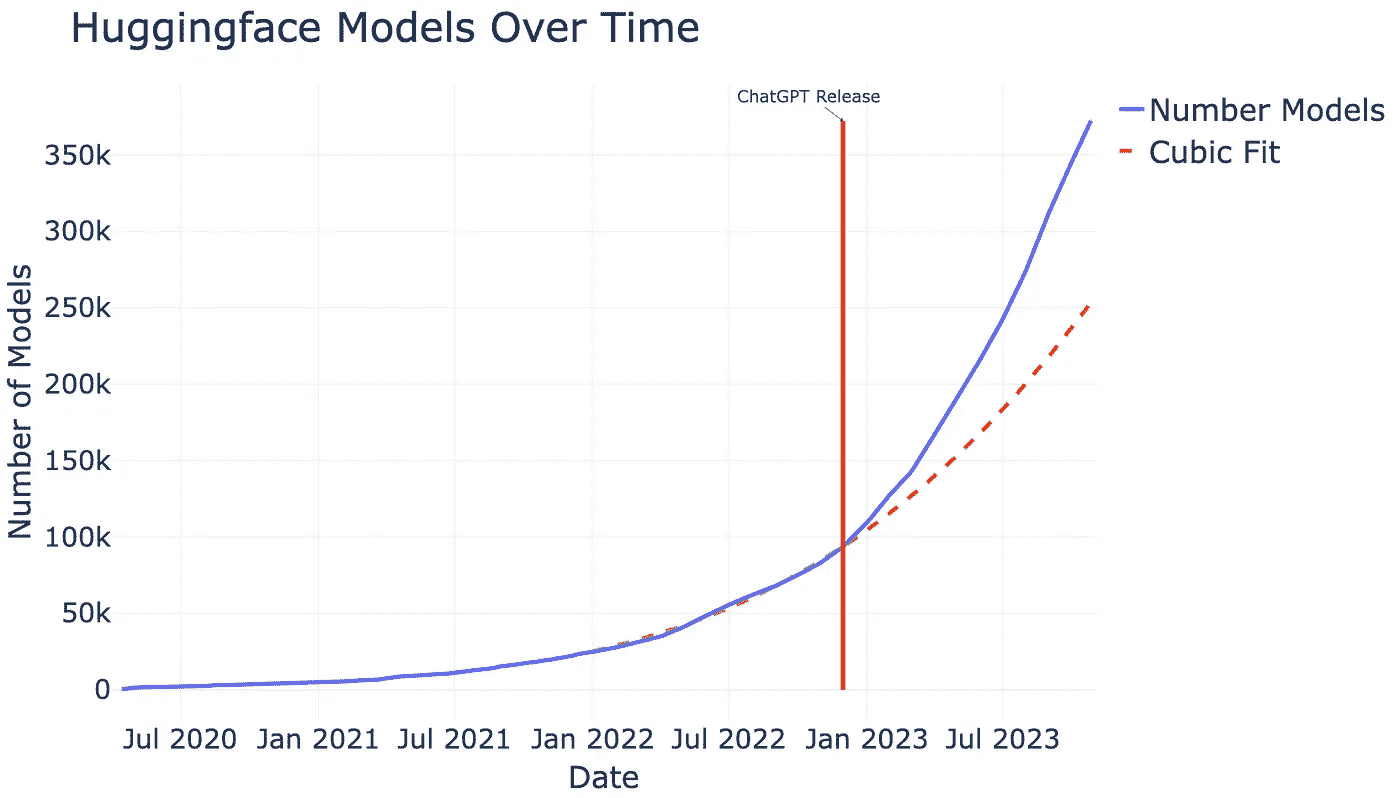 Huggingface Models Over Time
ChatGPT Release
Number Models
Cubic Fit
Number of Models
350k
300k
250k
200k
150k
100k
50k
0
Jul 2020 Jan 2021 Jul 2021 Jan 2022 Jul 2022 Jan 2023 Jul 2023
Date